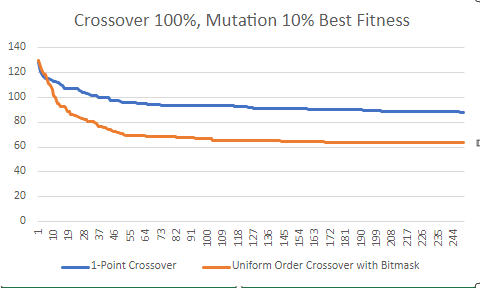 Crossover 100%, Mutation 10% Best Fitness
140
120
100
80
60
40
20
0
1 10 19 28 37 46 55 64 73 82 91 100 109 118 127 136 145 154 163 172 181 190 199 208 217 226 235 244
1-Point Crossover Uniform Order Crossover with Bitmask